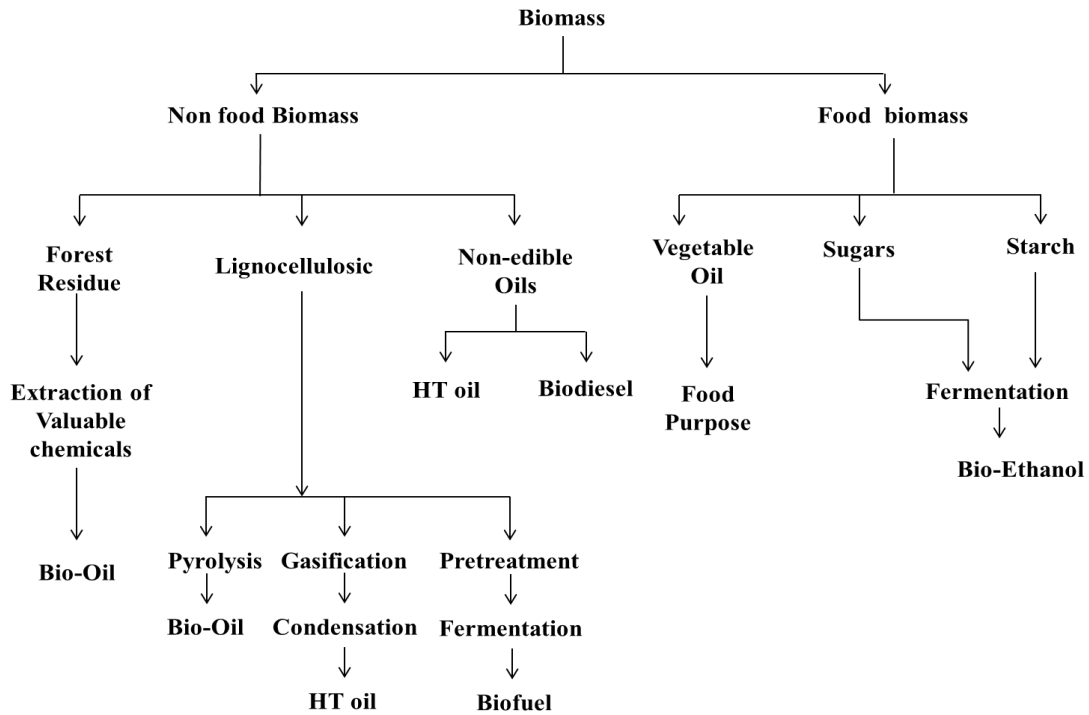 Biomass
Non food Biomass
Food biomass
Forest
Residue
Lignocellulosic
Non-edible
Oils
Vegetable
Oil
Sugars
Starch
HT oil
Biodiesel
Food
Purpose
Fermentation
Bio-Ethanol
Extraction of
Valuable
chemicals
Bio-Oil
Pyrolysis
Gasification
Pretreatment
Bio-Oil
Condensation
Fermentation
HT oil
Biofuel